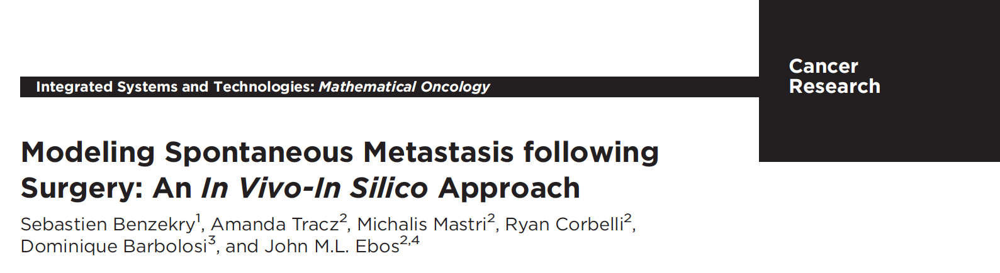 Cancer
Research
Integrated Systems and Technologies: Mathematical Oncology
Modeling Spontaneous Metastasis following
Surgery: An In Vivo-In Silico Approach
Sebastien Benzekry1, Amanda Tracz2, Michalis Mastri2, Ryan Corbelli2,
Dominique Barbolosi3, and John M.L. Ebos2,4